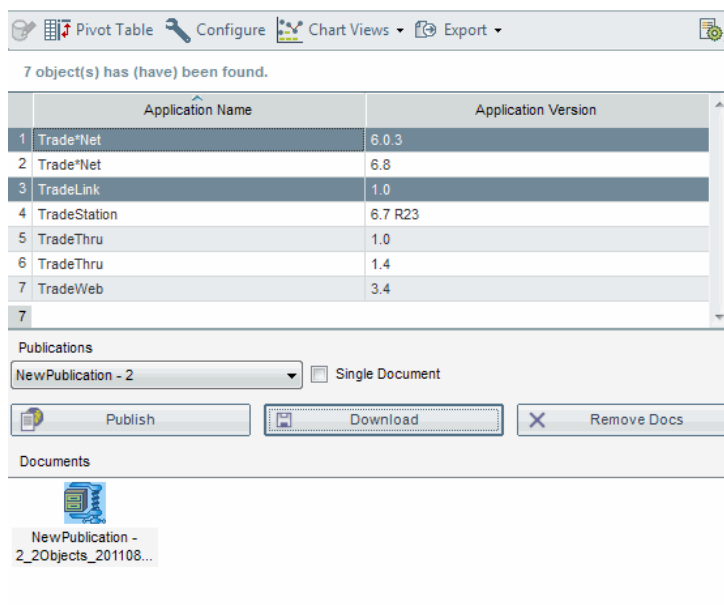 Pivot Table Configure Chart Views Export
7 object(s) has (have) been found.
Application Name Application Version
1 Trade*Net 6.0.3
2 Trade*Net 6.8
3 TradeLink 1.0
4 TradeStation 6.7 R23
5 TradeThru 1.0
6 TradeThru 1.4
7 TradeWeb 3.4
7
Publications
NewPublication - 2 Single Document
Publish Download Remove Docs
Documents
NewPublication -
2_2Objects_201108...